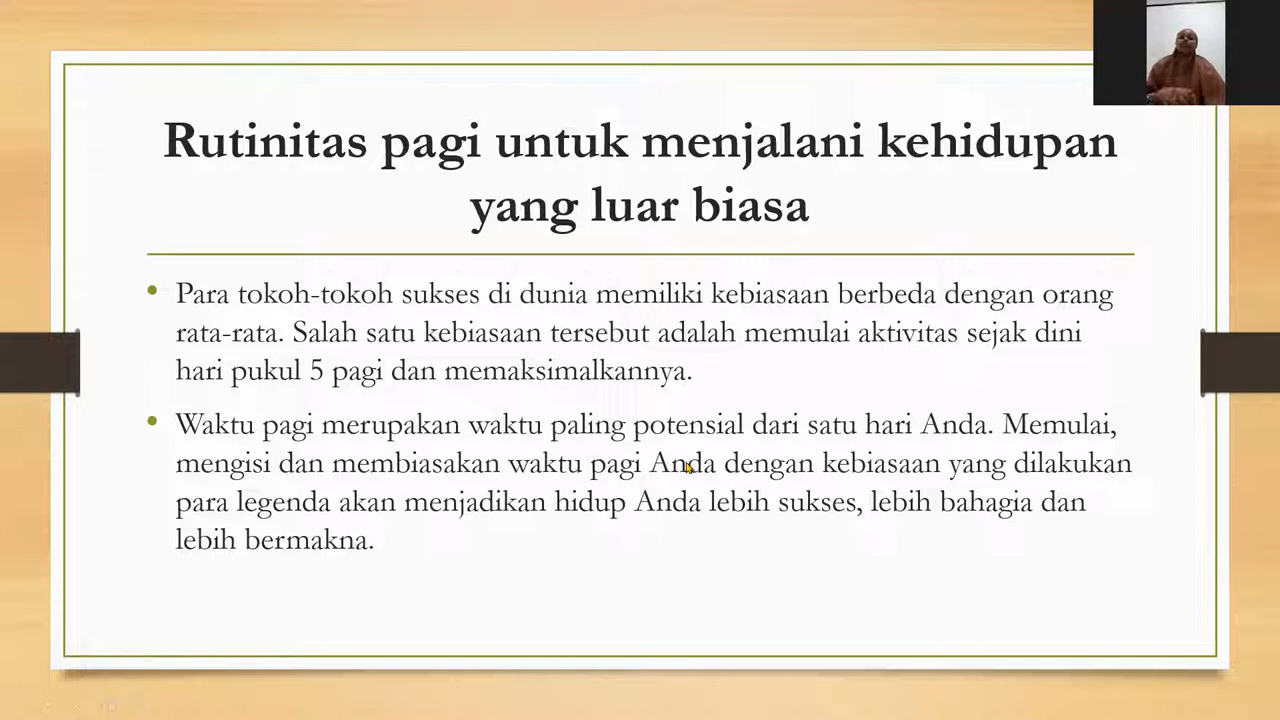 Rutinitas pagi untuk menjalani kehidupan
yang luar biasa
• Para tokoh-tokoh sukses di dunia memiliki kebiasaan berbeda dengan orang
rata-rata. Salah satu kebiasaan tersebut adalah memulai aktivitas sejak dini
hari pukul 5 pagi dan memaksimalkannya.
• Waktu pagi merupakan waktu paling potensial dari satu hari Anda. Memulai,
mengisi dan membiasakan waktu pagi Anda dengan kebiasaan yang dilakukan
para legenda akan menjadikan hidup Anda lebih sukses, lebih bahagia dan
lebih bermakna.